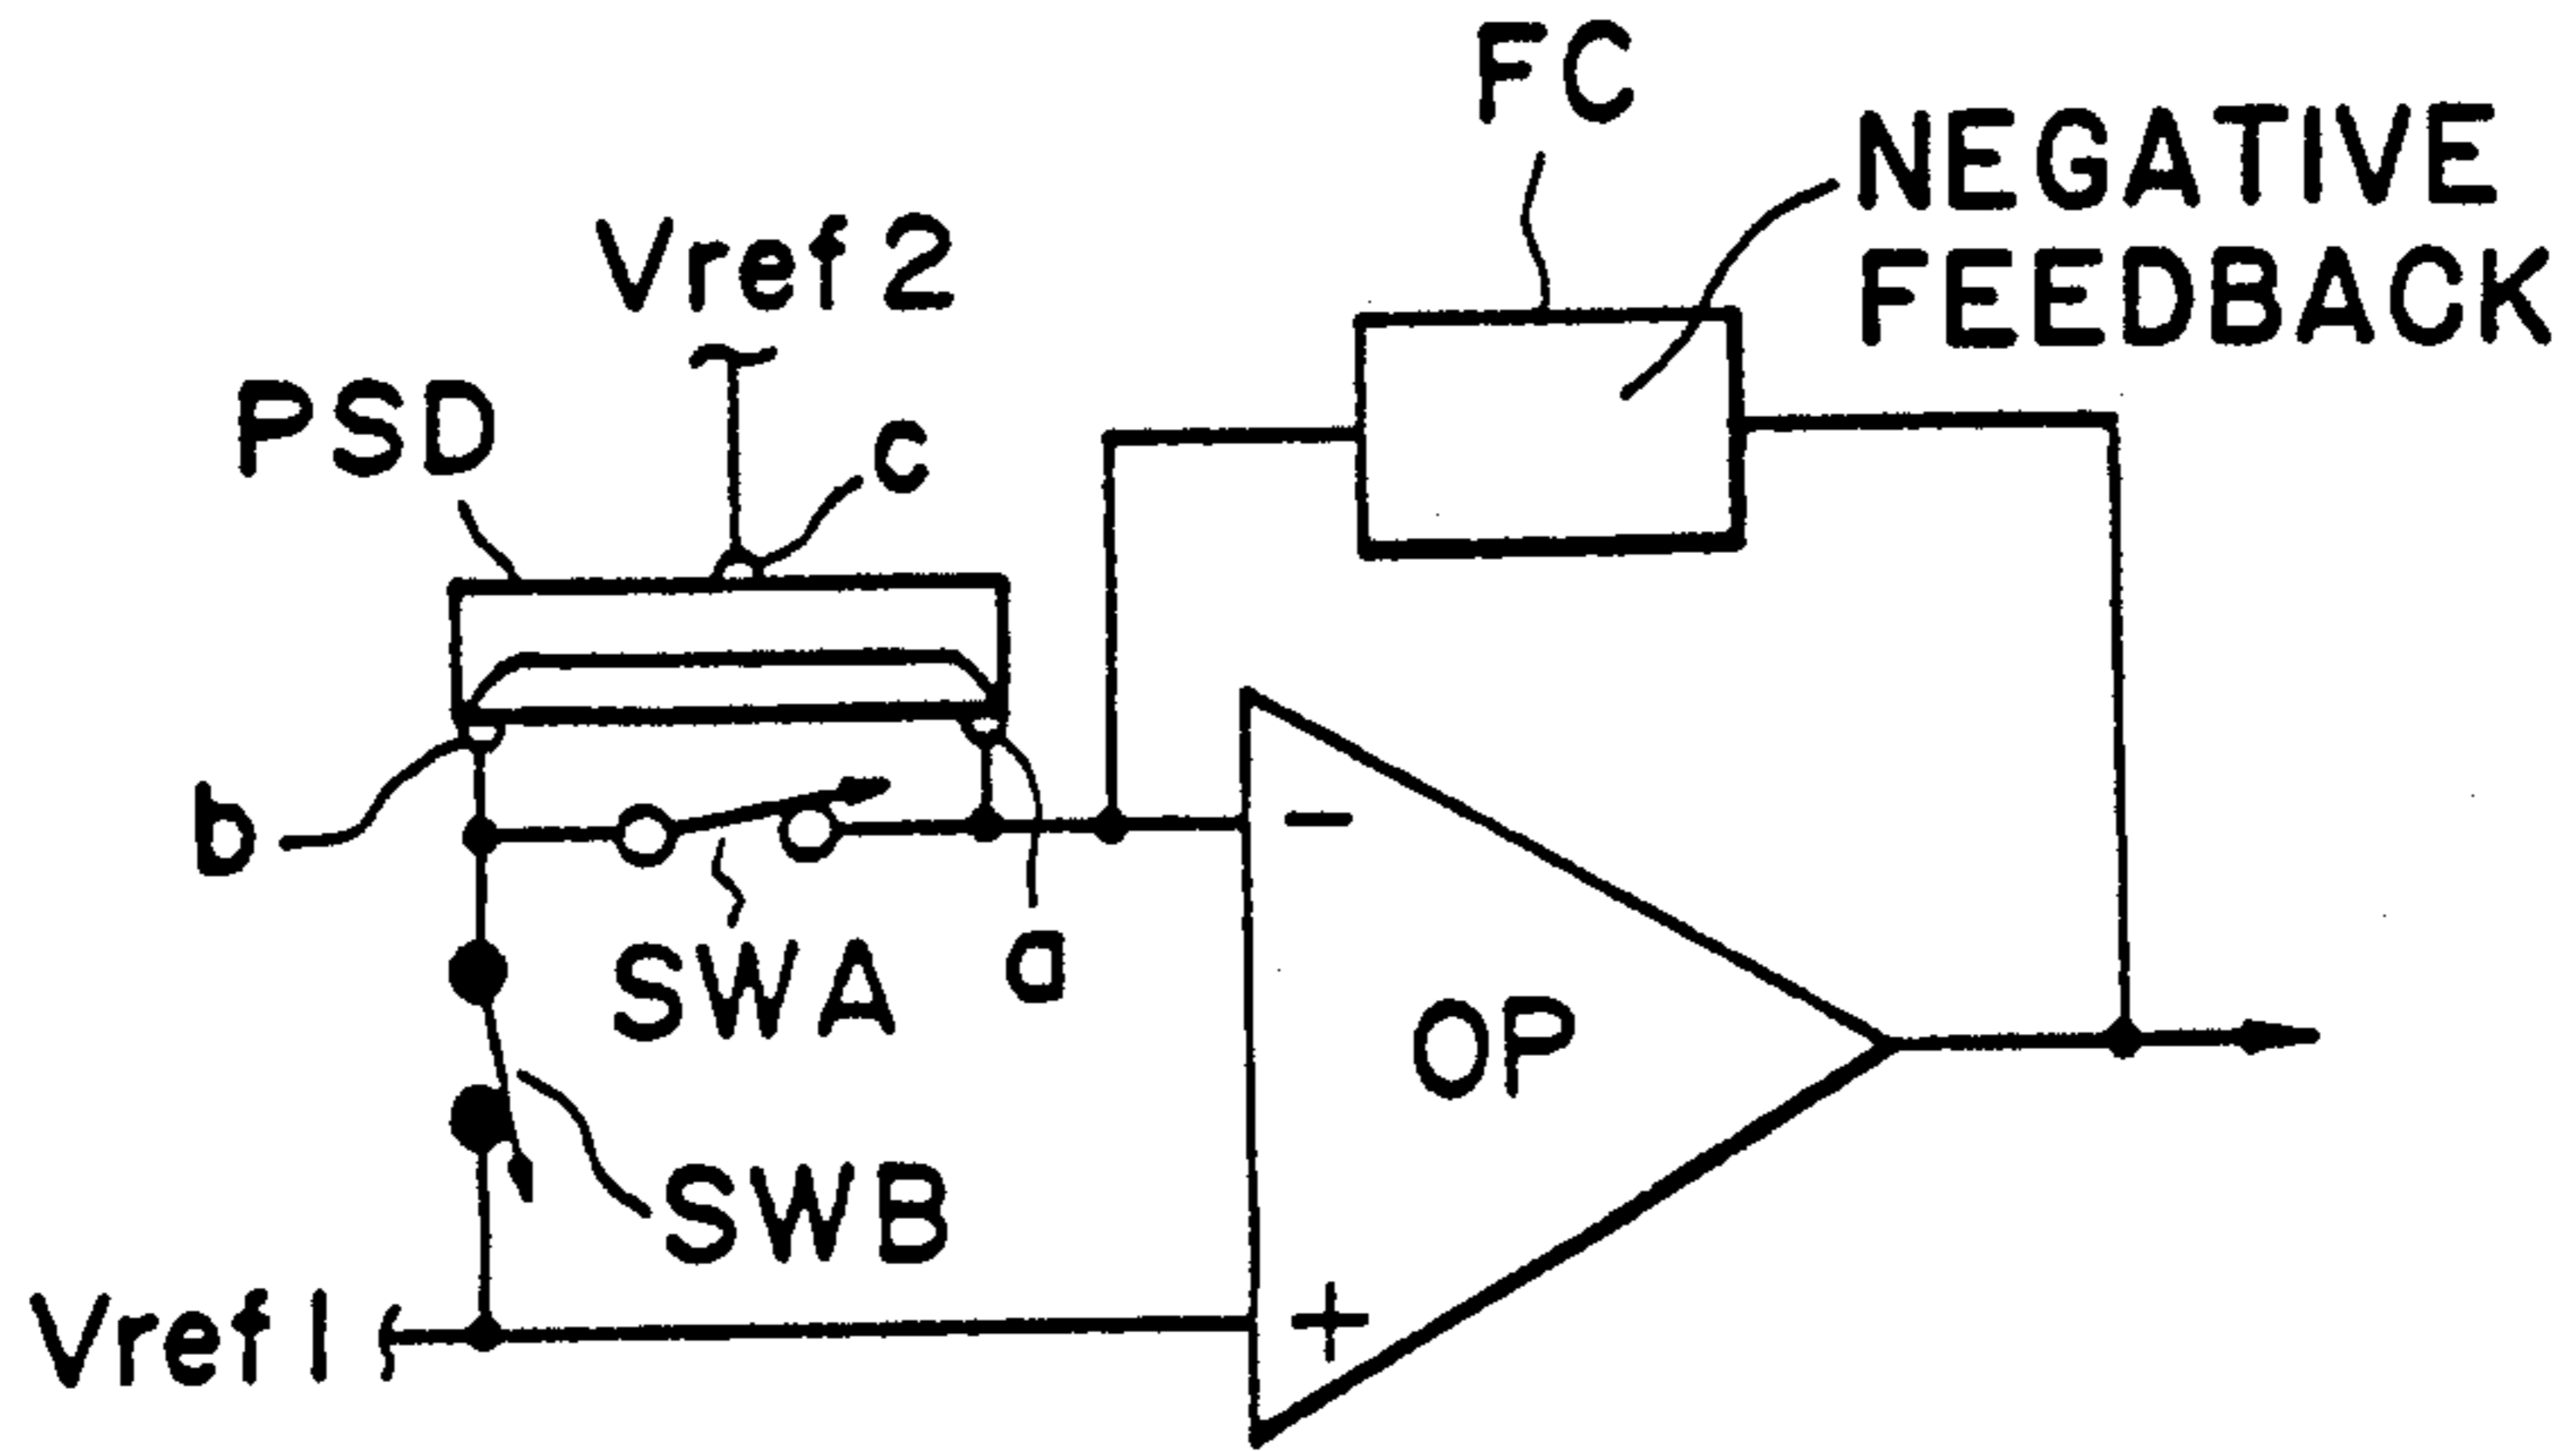 FC
NEGATIVE
FEEDBACK
Vref 2
PSD
c
b
a
SWA
SWB
OP
Vref 1
−
+